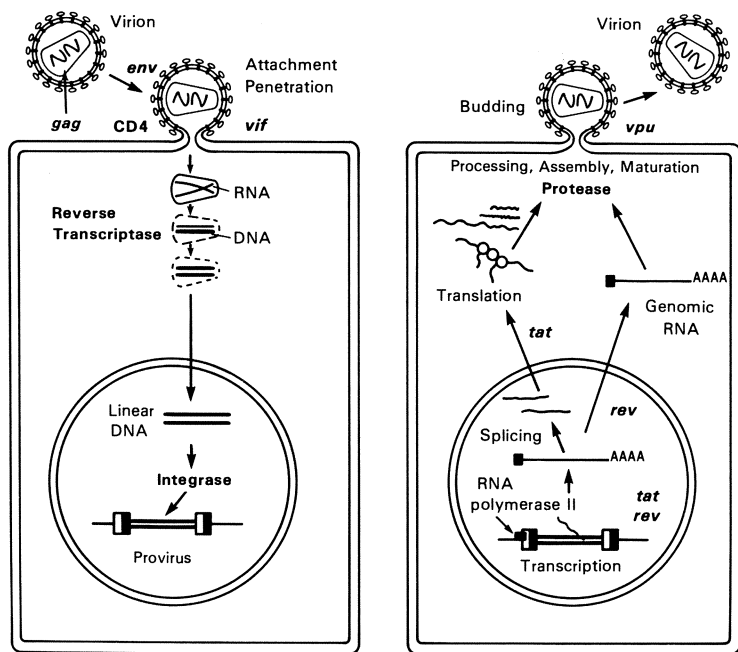 Virion
env
Attachment
Penetration
gag
CD4
vif
RNA
Reverse
Transcriptase
DNA
Linear
DNA
Integrase
Provirus
Virion
Budding
vpu
Processing, Assembly, Maturation
Protease
Translation
AAAA
Genomic
RNA
tat
rev
Splicing
AAAA
RNA
polymerase II
tat
rev
Transcription